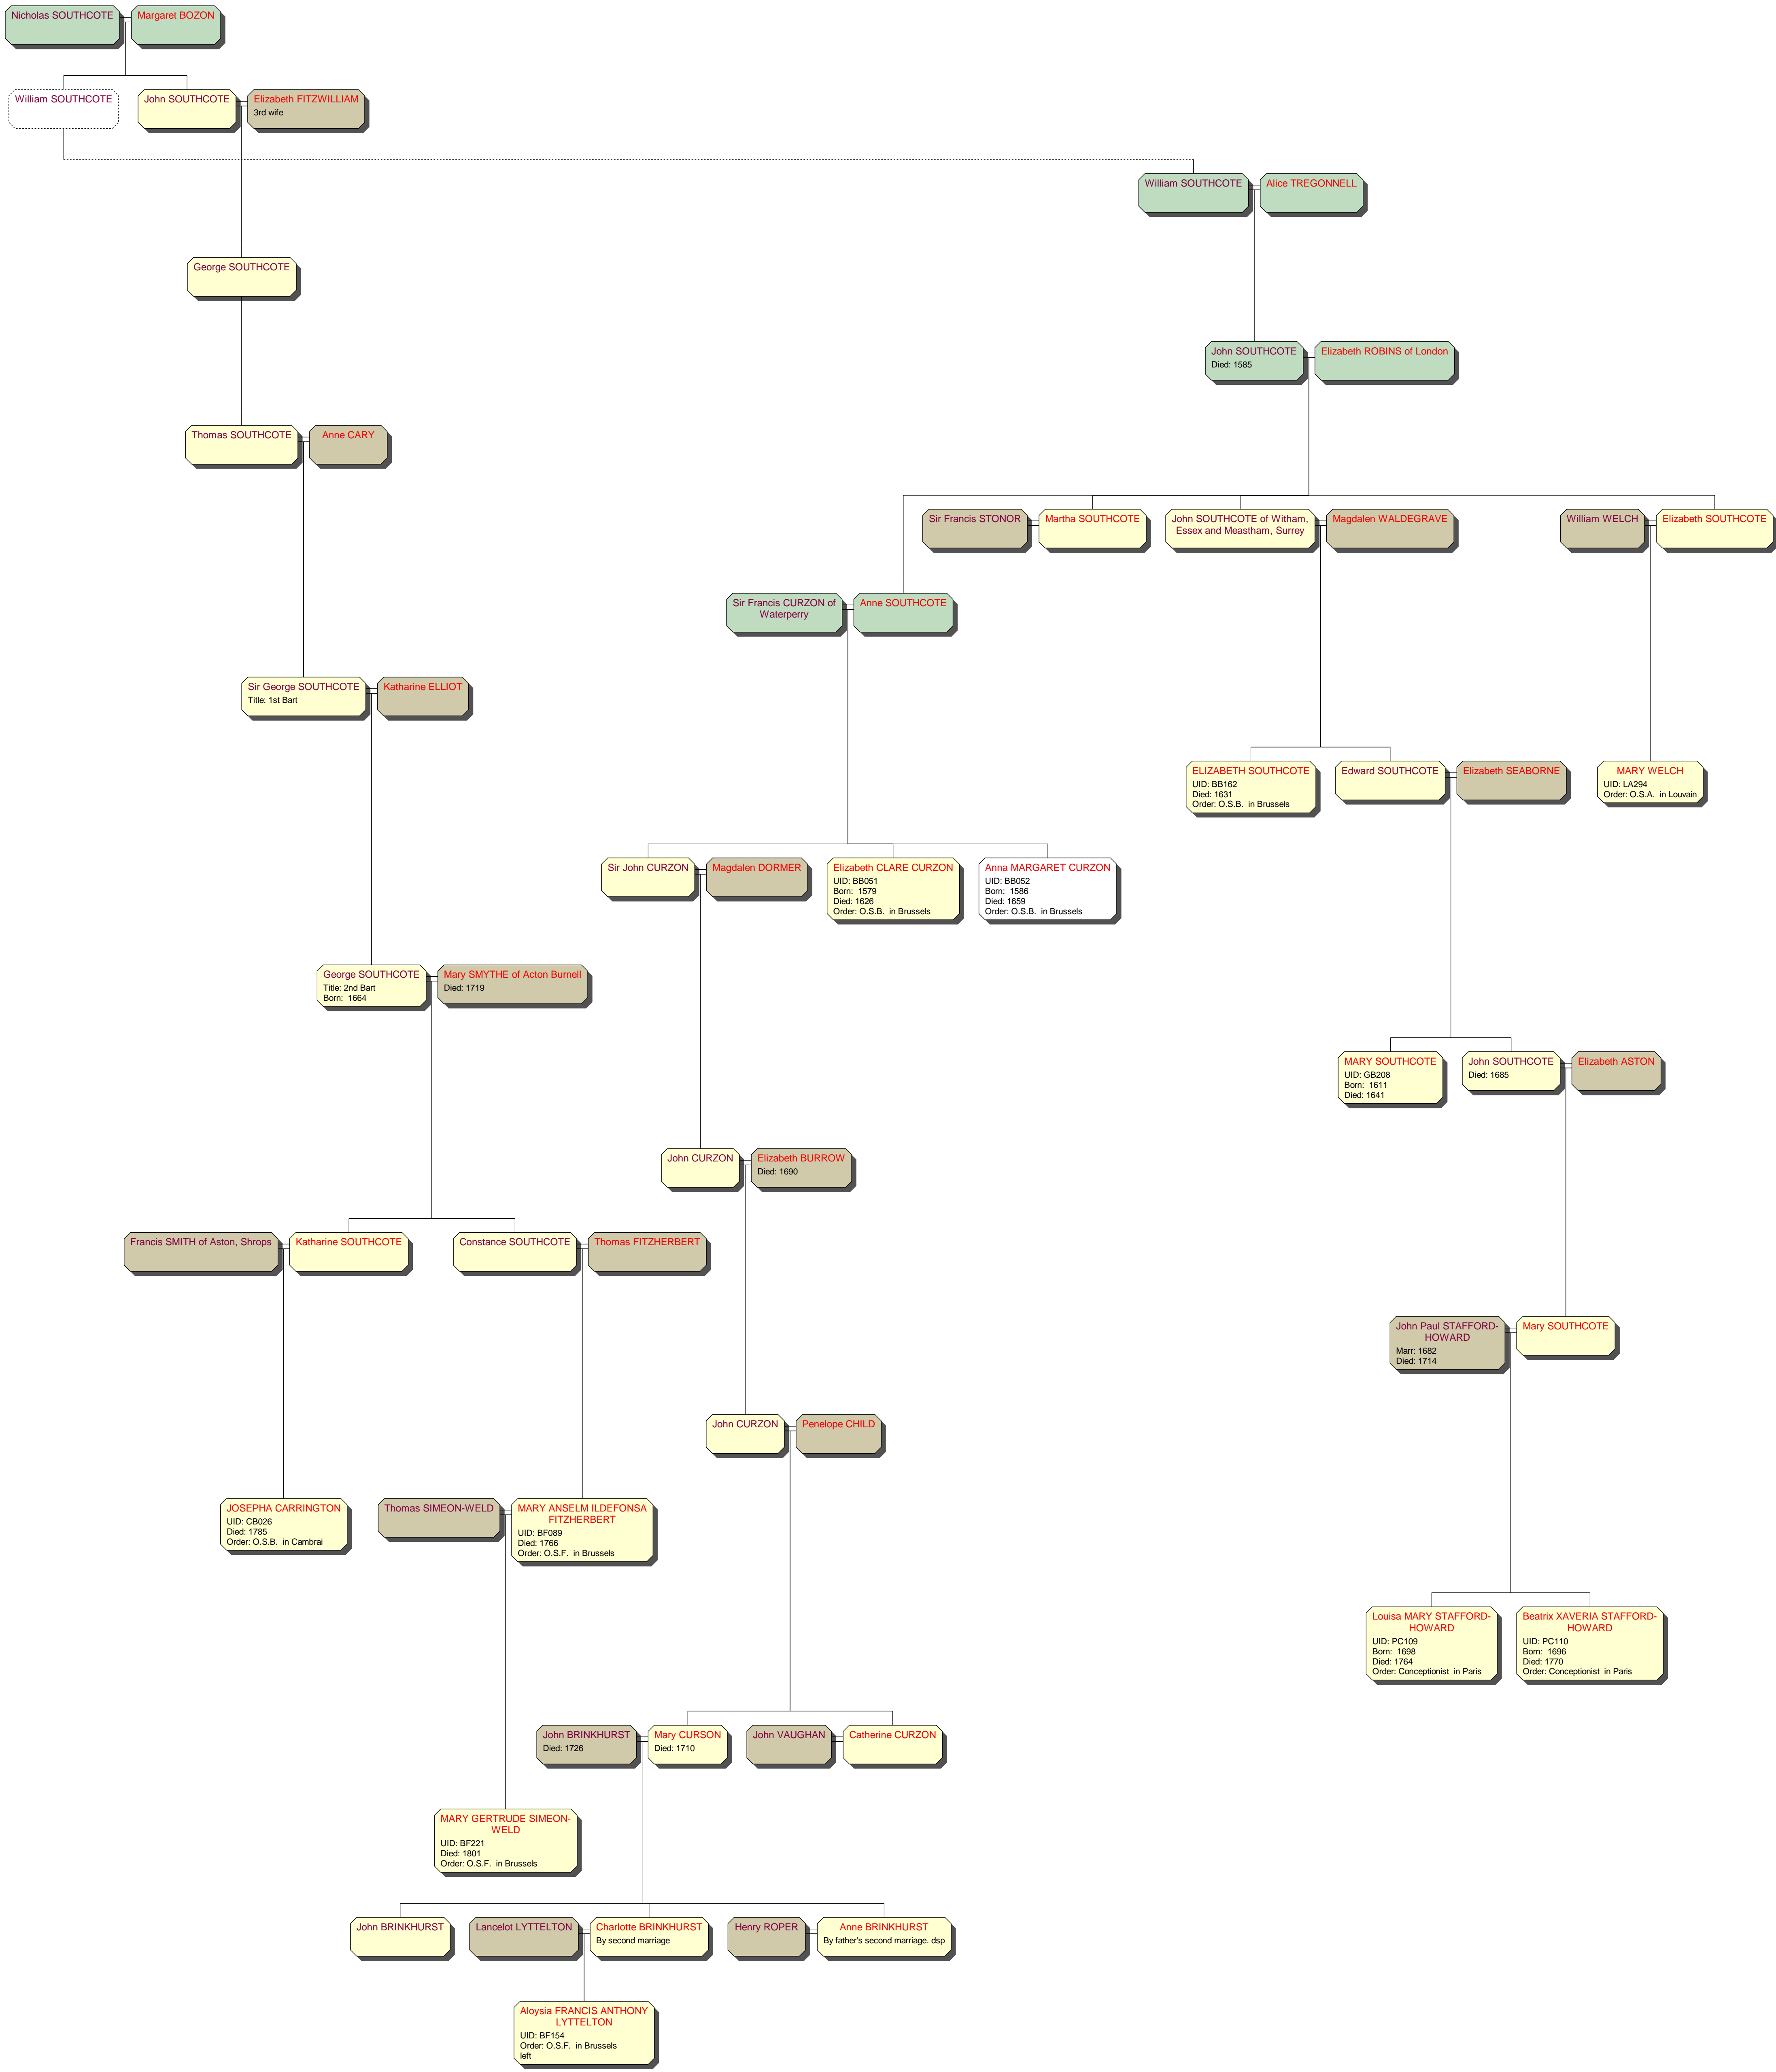 Nicholas SOUTHCOTE
Margaret BOZON
William SOUTHCOTE
John SOUTHCOTE
Elizabeth FITZWILLIAM
3rd wife
William SOUTHCOTE
Alice TREGONNELL
George SOUTHCOTE
John SOUTHCOTE
Died: 1585
Elizabeth ROBINS of London
Thomas SOUTHCOTE
Anne CARY
Sir Francis STONOR
Martha SOUTHCOTE
John SOUTHCOTE of Witham,
Essex and Meastham, Surrey
Magdalen WALDEGRAVE
William WELCH
Elizabeth SOUTHCOTE
Sir Francis CURZON of
Waterperry
Anne SOUTHCOTE
Sir George SOUTHCOTE
Title: 1st Bart
Katharine ELLIOT
ELIZABETH SOUTHCOTE
UID: BB162
Died: 1631
Order: O.S.B. in Brussels
Edward SOUTHCOTE
Elizabeth SEABORNE
MARY WELCH
UID: LA294
Order: O.S.A. in Louvain
Sir John CURZON
Magdalen DORMER
Elizabeth CLARE CURZON
UID: BB051
Born: 1579
Died: 1626
Order: O.S.B. in Brussels
Anna MARGARET CURZON
UID: BB052
Born: 1586
Died: 1659
Order: O.S.B. in Brussels
George SOUTHCOTE
Title: 2nd Bart
Born: 1664
Mary SMYTHE of Acton Burnell
Died: 1719
MARY SOUTHCOTE
UID: GB208
Born: 1611
Died: 1641
John SOUTHCOTE
Died: 1685
Elizabeth ASTON
John CURZON
Elizabeth BURROW
Died: 1690
Francis SMITH of Aston, Shrops
Katharine SOUTHCOTE
Constance SOUTHCOTE
Thomas FITZHERBERT
John Paul STAFFORD-
HOWARD
Marr: 1682
Died: 1714
Mary SOUTHCOTE
John CURZON
Penelope CHILD
JOSEPHA CARRINGTON
UID: CB026
Died: 1785
Order: O.S.B. in Cambrai
Thomas SIMEON-WELD
MARY ANSELM ILDEFONSA
FITZHERBERT
UID: BF089
Died: 1766
Order: O.S.F. in Brussels
Louisa MARY STAFFORD-
HOWARD
UID: PC109
Born: 1698
Died: 1764
Order: Conceptionist in Paris
Beatrix XAVERIA STAFFORD-
HOWARD
UID: PC110
Born: 1696
Died: 1770
Order: Conceptionist in Paris
John BRINKHURST
Died: 1726
Mary CURSON
Died: 1710
John VAUGHAN
Catherine CURZON
MARY GERTRUDE SIMEON-
WELD
UID: BF221
Died: 1801
Order: O.S.F. in Brussels
John BRINKHURST
Lancelot LYTTELTON
Charlotte BRINKHURST
By second marriage
Henry ROPER
Anne BRINKHURST
By father's second marriage. dsp
Aloysia FRANCIS ANTHONY
LYTTELTON
UID: BF154
Order: O.S.F. in Brussels
left